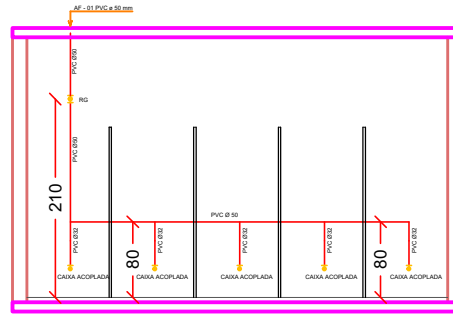 AF - 01 PVC ø 50 mm
PVC Ø50
RG
PVC Ø50
210
PVC Ø 50
PVC Ø32
80
PVC Ø32
PVC Ø32
PVC Ø32
80
PVC Ø32
CAIXA ACOPLADA
CAIXA ACOPLADA
CAIXA ACOPLADA
CAIXA ACOPLADA
CAIXA ACOPLADA